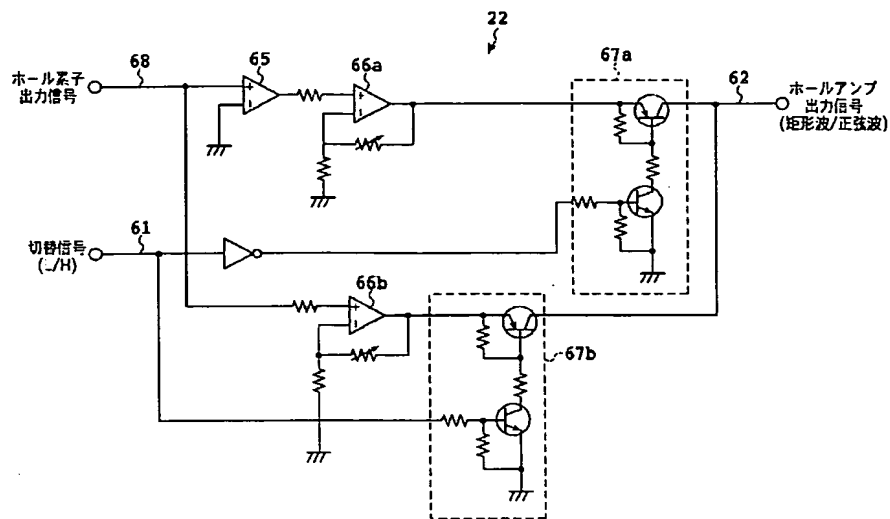 22
68
65
66a
67a
62
ホール素子
出力信号
ホールアンプ
出力信号
(矩形波/正弦波)
61
切替信号
(L/H)
66b
67b